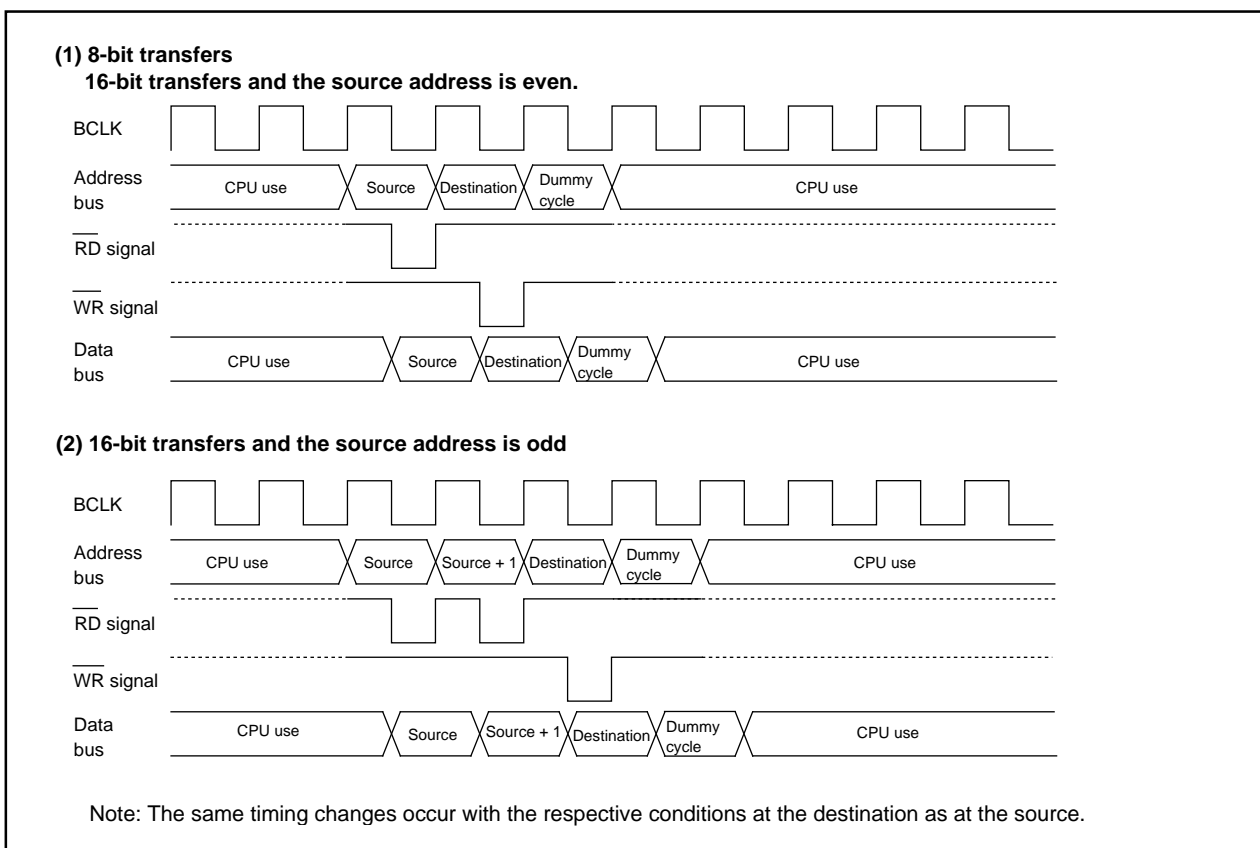 (1) 8-bit transfers
16-bit transfers and the source address is even.
BCLK
Address
bus
CPU use
Source
Destination
Dummy
cycle
CPU use
RD signal
WR signal
Data
bus
CPU use
Source
Destination
Dummy
cycle
CPU use
(2) 16-bit transfers and the source address is odd
BCLK
Address
bus
CPU use
Source
Source + 1
Destination
Dummy
cycle
CPU use
RD signal
WR signal
Data
bus
CPU use
Source
Source + 1
Destination
Dummy
cycle
CPU use
Note: The same timing changes occur with the respective conditions at the destination as at the source.